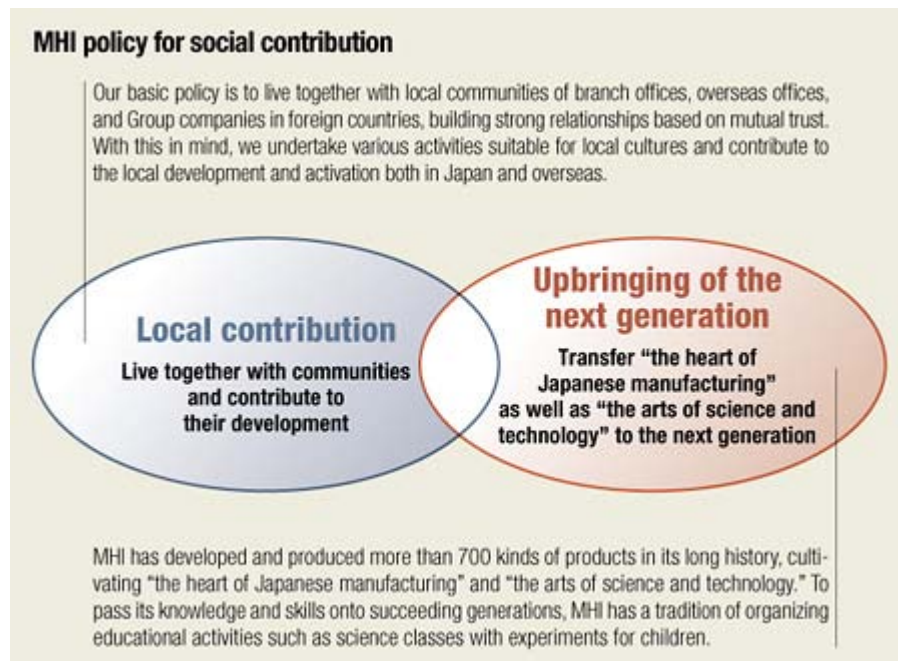 MHI policy for social contribution
Our basic policy is to live together with local communities of branch offices, overseas offices,
and Group companies in foreign countries, building strong relationships based on mutual trust.
With this in mind, we undertake various activities suitable for local cultures and contribute to
the local development and activation both in Japan and overseas.
Local contribution
Live together with communities
and contribute to
their development
Upbringing of the
next generation
Transfer “the heart of
Japanese manufacturing”
as well as “the arts of science and
technology” to the next generation
MHI has developed and produced more than 700 kinds of products in its long history, culti-
vating “the heart of Japanese manufacturing” and “the arts of science and technology.” To
pass its knowledge and skills onto succeeding generations, MHI has a tradition of organizing
educational activities such as science classes with experiments for children.